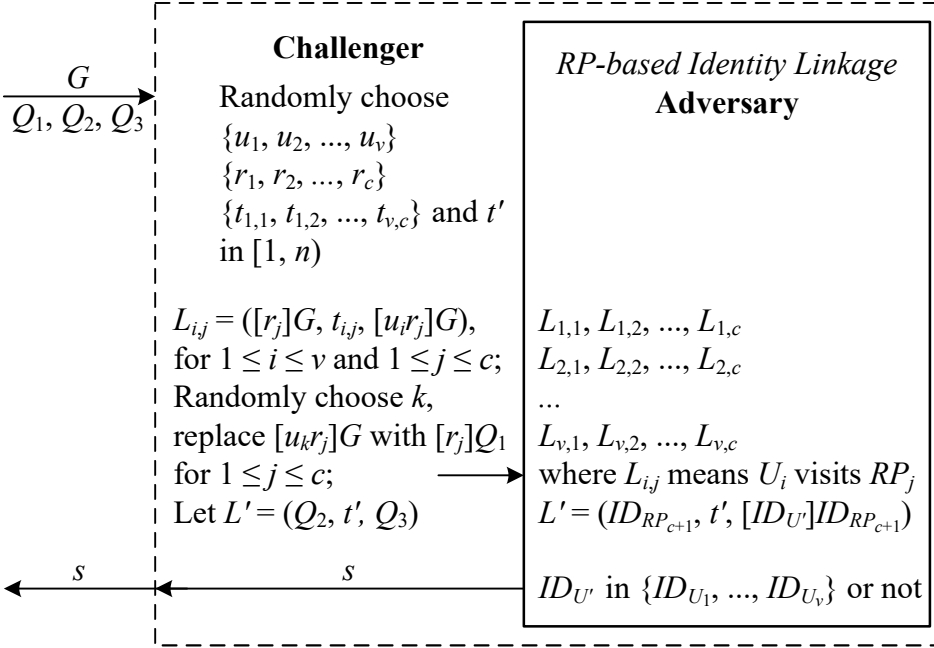 G
Q1, Q2, Q3
Challenger
Randomly choose
{u1, u2, ..., uv}
{r1, r2, ..., rc}
{t1,1, t1,2, ..., tv,c} and t′
in [1, n)
Li,j = ([rj]G, ti,j, [uirj]G),
for 1 ≤ i ≤ v and 1 ≤ j ≤ c;
Randomly choose k,
replace [ukrj]G with [rj]Q1
for 1 ≤ j ≤ c;
Let L′ = (Q2, t′, Q3)
RP-based Identity Linkage
Adversary
L1,1, L1,2, ..., L1,c
L2,1, L2,2, ..., L2,c
...
Lv,1, Lv,2, ..., Lv,c
where Li,j means Ui visits RPj
L′ = (IDRPc+1, t′, [IDU′]IDRPc+1)
IDU′ in {IDU1, ..., IDUv} or not
s
s